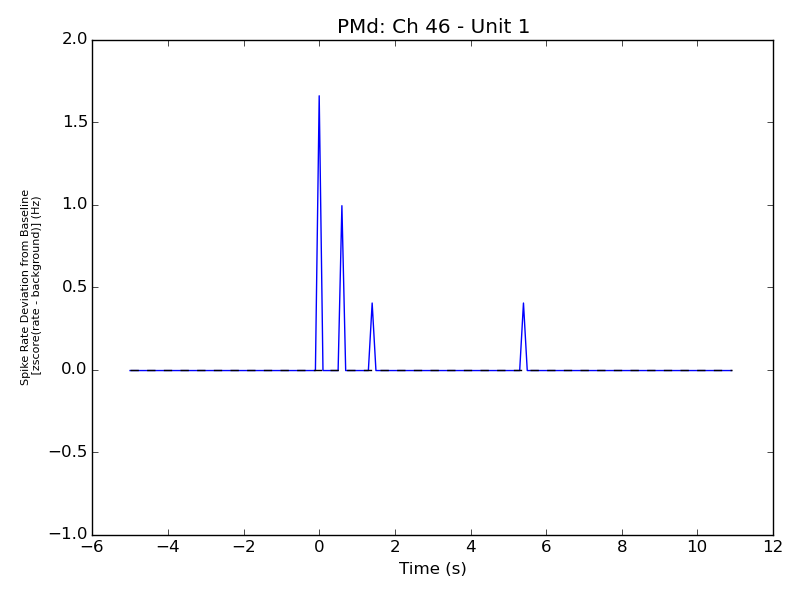 PMd: Ch 46 - Unit 1
2.0
1.5
1.0
0.5
0.0
−0.5
−1.0
Spike Rate Deviation from Baseline
[zscore(rate - background)] (Hz)
−6 −4 −2 0 2 4 6 8 10 12
Time (s)